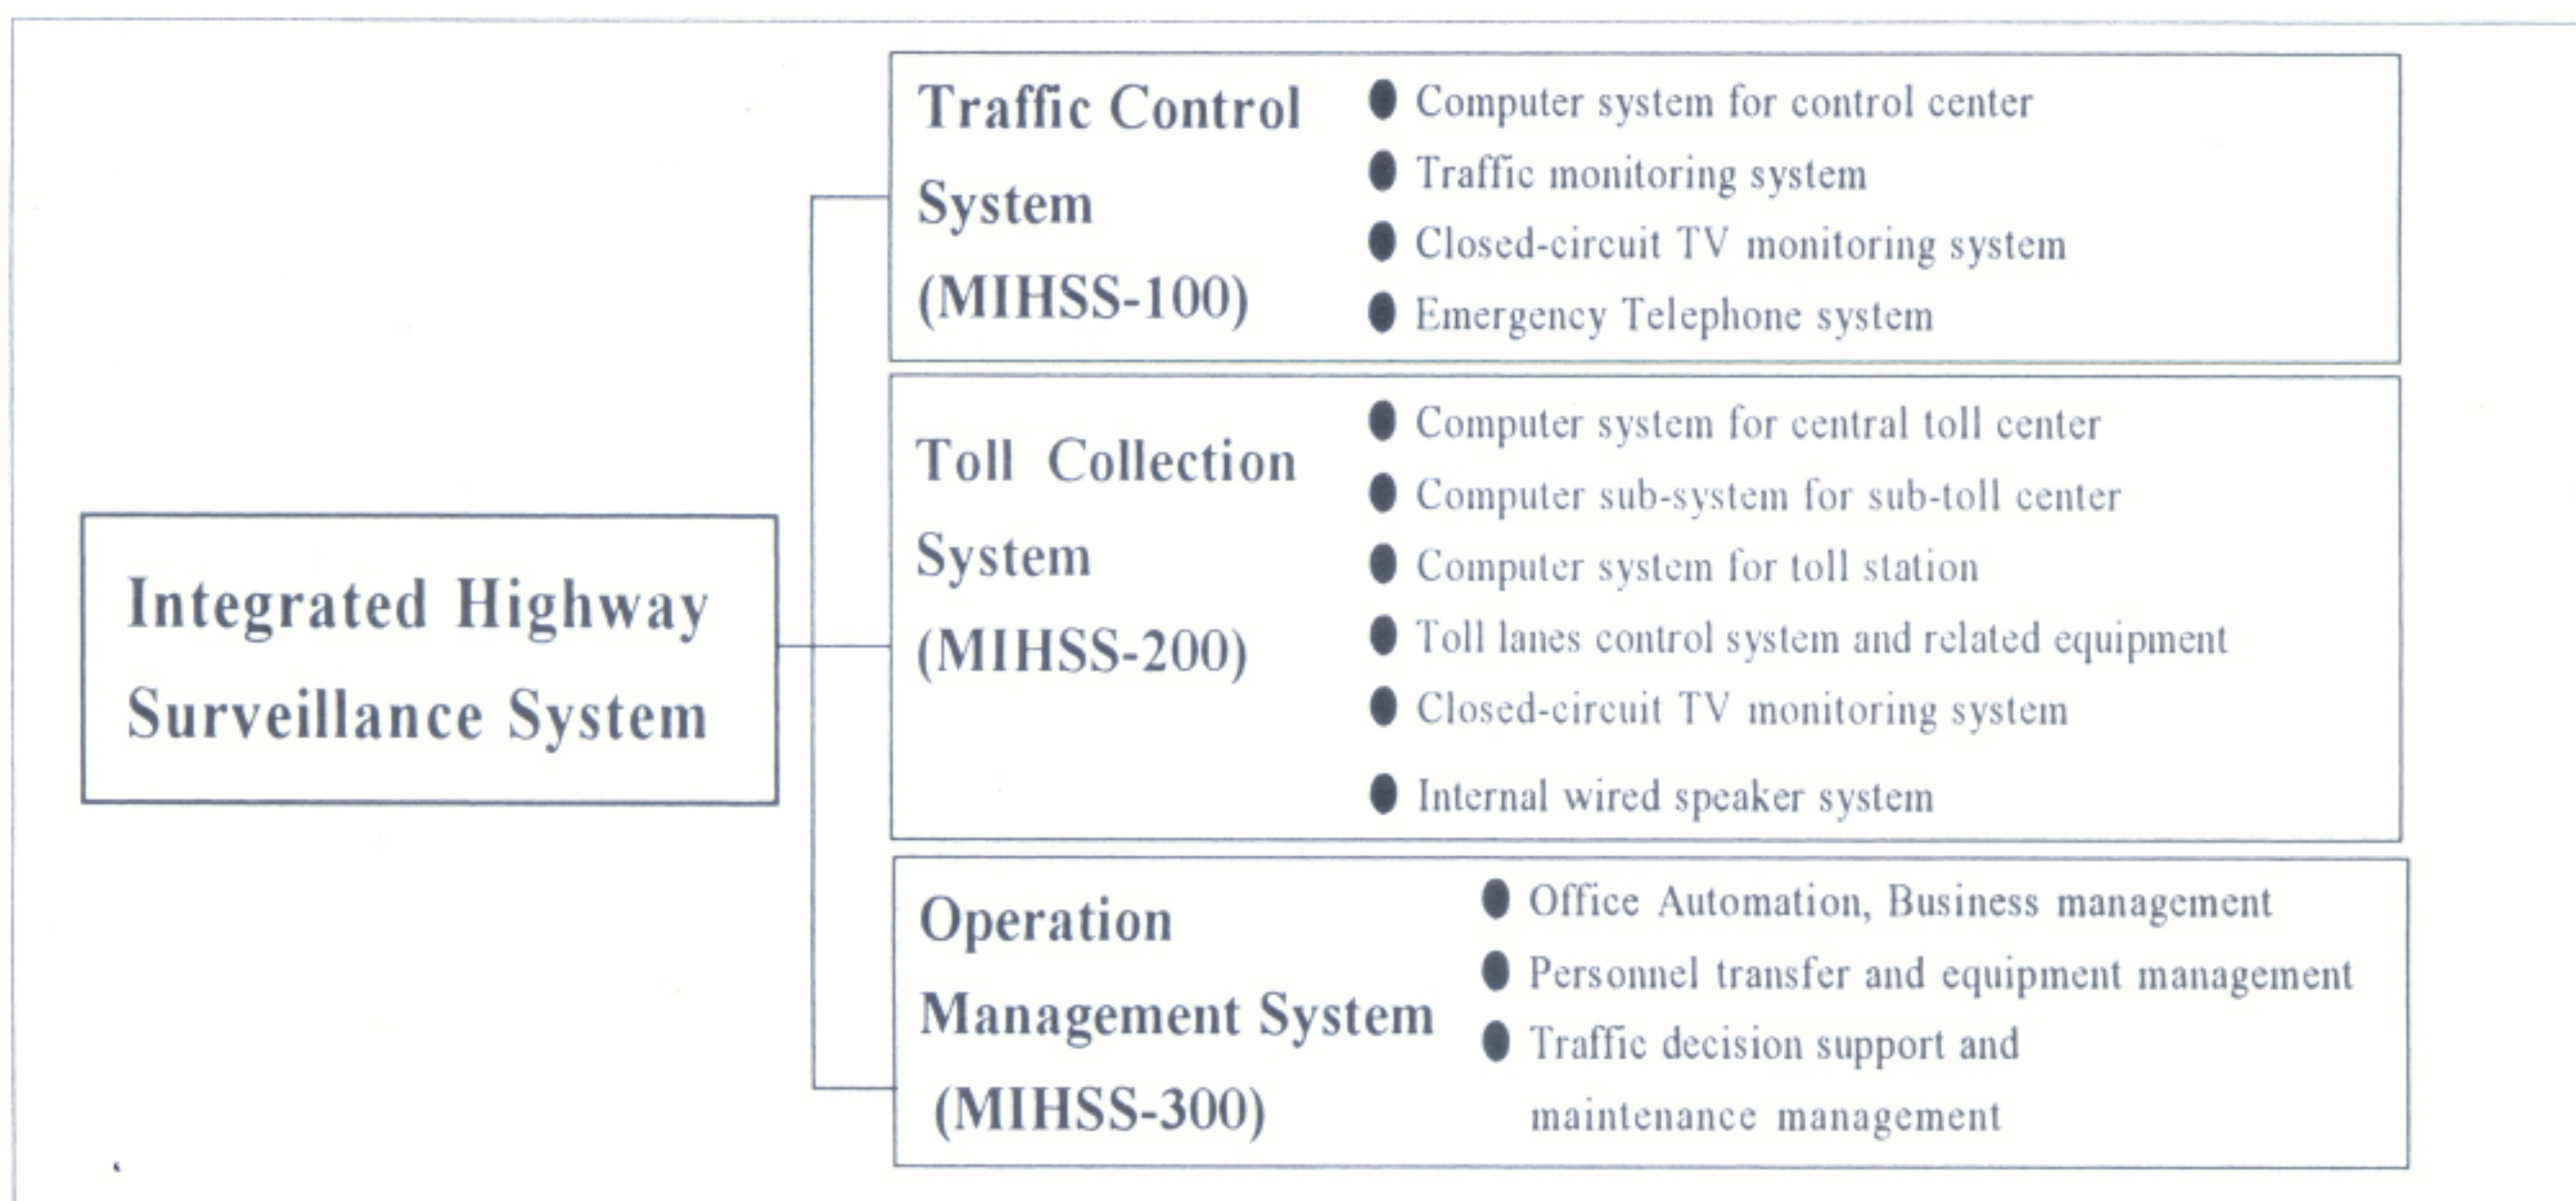 Integrated Highway
Surveillance System
Traffic Control
System
(MIHSS-100)
● Computer system for control center
● Traffic monitoring system
● Closed-circuit TV monitoring system
● Emergency Telephone system
Toll Collection
System
(MIHSS-200)
● Computer system for central toll center
● Computer sub-system for sub-toll center
● Computer system for toll station
● Toll lanes control system and related equipment
● Closed-circuit TV monitoring system
● Internal wired speaker system
Operation
Management System
(MIHSS-300)
● Office Automation, Business management
● Personnel transfer and equipment management
● Traffic decision support and
maintenance management